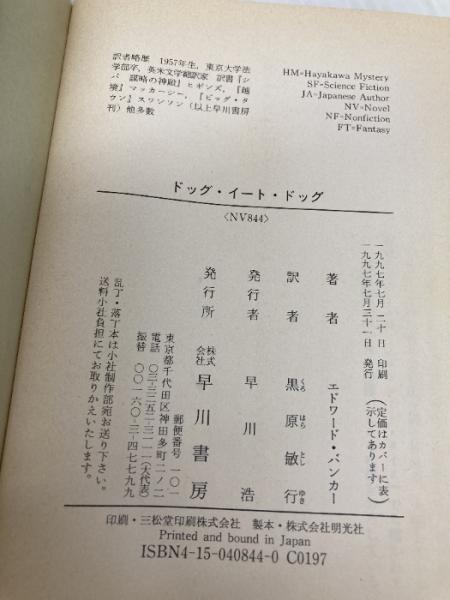 訳者略歴 1957年生，東京大学法
学部卒，英米文学翻訳家 訳書『シ
バ 謀略の神殿』ヒギンズ，『越
境』マッカーシー，『ビッグ・タ
ウン』スワンソン（以上早川書房
刊）他多数
HM=Hayakawa Mystery
SF=Science Fiction
JA=Japanese Author
NV=Novel
NF=Nonfiction
FT=Fantasy
ドッグ・イート・ドッグ
〈NV844〉
一九九七年七月二十日 印刷
一九九七年七月三十一日 発行
（定価はカバーに表示してあります）
著者 エドワード・バンカー
訳者 黒原敏行
くろ はら とし ゆき
発行者 早川浩
発行所 株式会社 早川書房
郵便番号 一〇一
東京都千代田区神田多町二ノ二
電話 〇三-三二五二-三一一一（大代表）
振替 〇〇一六〇-三-四七七九九
乱丁・落丁本は小社制作部宛お送り下さい。
送料小社負担にてお取りかえいたします。
印刷・三松堂印刷株式会社 製本・株式会社明光社
Printed and bound in Japan
ISBN4-15-040844-0 C0197